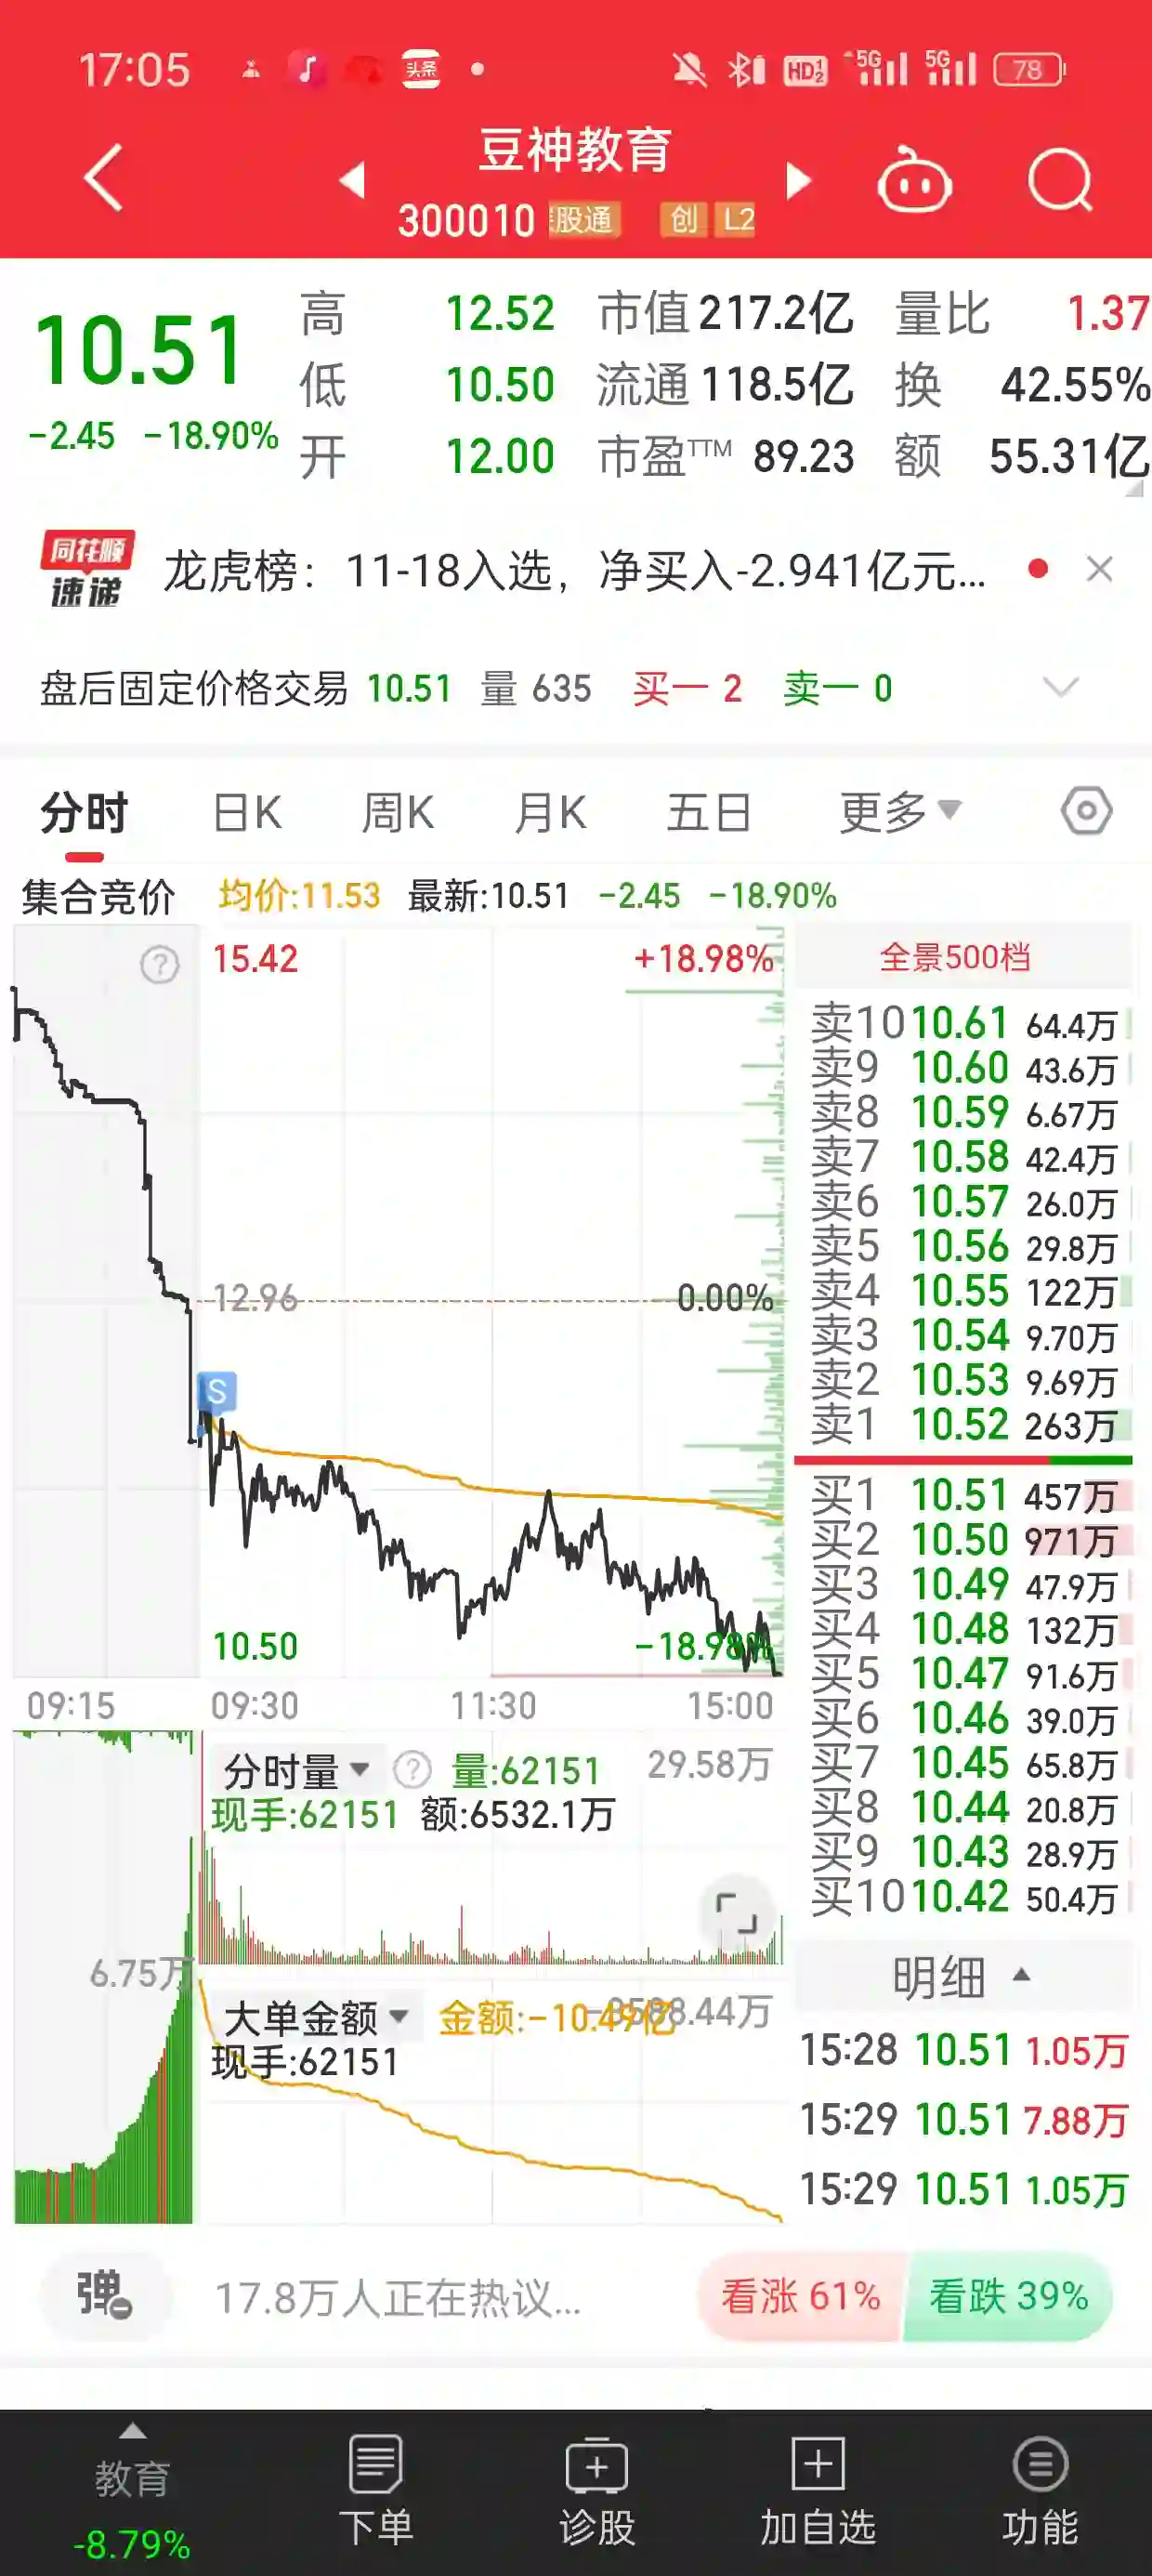 17:05 头条 HD 5G 5G 78
豆神教育
300010 股通 创 L2
10.51
-2.45 -18.90%
高 12.52 市值 217.2亿 量比 1.37
低 10.50 流通 118.5亿 换 42.55%
开 12.00 市盈TTM 89.23 额 55.31亿
同花顺
速递
龙虎榜：11-18入选，净买入-2.941亿元...
盘后固定价格交易 10.51 量 635 买一 2 卖一 0
分时 日K 周K 月K 五日 更多
集合竞价 均价:11.53 最新:10.51 -2.45 -18.90%
15.42 +18.98%
12.96 0.00%
S
10.50 -18.98%
09:15 09:30 11:30 15:00
分时量 ? 量:62151 29.58万
现手:62151 额:6532.1万
6.75万
大单金额 金额:-10.49亿
现手:62151
全景500档
卖10 10.61 64.4万
卖9 10.60 43.6万
卖8 10.59 6.67万
卖7 10.58 42.4万
卖6 10.57 26.0万
卖5 10.56 29.8万
卖4 10.55 122万
卖3 10.54 9.70万
卖2 10.53 9.69万
卖1 10.52 263万
买1 10.51 457万
买2 10.50 971万
买3 10.49 47.9万
买4 10.48 132万
买5 10.47 91.6万
买6 10.46 39.0万
买7 10.45 65.8万
买8 10.44 20.8万
买9 10.43 28.9万
买10 10.42 50.4万
明细
15:28 10.51 1.05万
15:29 10.51 7.88万
15:29 10.51 1.05万
弹 17.8万人正在热议... 看涨 61% 看跌 39%
教育
-8.79%
下单 诊股 加自选 功能